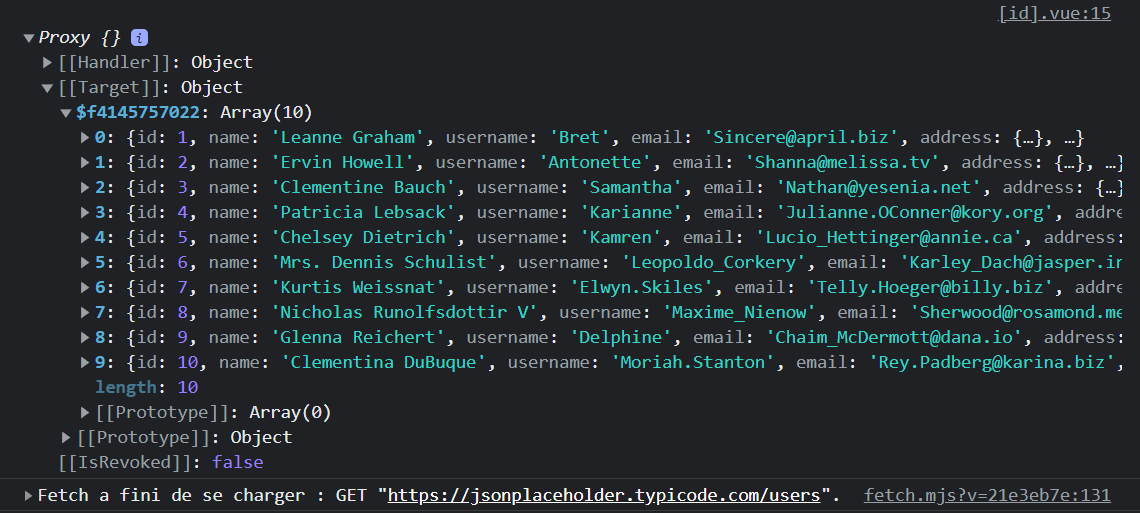 [id].vue:15
▼Proxy {} i
▶[[Handler]]: Object
▼[[Target]]: Object
▼$f4145757022: Array(10)
▶0: {id: 1, name: 'Leanne Graham', username: 'Bret', email: 'Sincere@april.biz', address: {…}, …}
▶1: {id: 2, name: 'Ervin Howell', username: 'Antonette', email: 'Shanna@melissa.tv', address: {…}, …}
▶2: {id: 3, name: 'Clementine Bauch', username: 'Samantha', email: 'Nathan@yesenia.net', address: {…}
▶3: {id: 4, name: 'Patricia Lebsack', username: 'Karianne', email: 'Julianne.OConner@kory.org', addre
▶4: {id: 5, name: 'Chelsey Dietrich', username: 'Kamren', email: 'Lucio_Hettinger@annie.ca', address:
▶5: {id: 6, name: 'Mrs. Dennis Schulist', username: 'Leopoldo_Corkery', email: 'Karley_Dach@jasper.in
▶6: {id: 7, name: 'Kurtis Weissnat', username: 'Elwyn.Skiles', email: 'Telly.Hoeger@billy.biz', addre
▶7: {id: 8, name: 'Nicholas Runolfsdottir V', username: 'Maxime_Nienow', email: 'Sherwood@rosamond.me
▶8: {id: 9, name: 'Glenna Reichert', username: 'Delphine', email: 'Chaim_McDermott@dana.io', address:
▶9: {id: 10, name: 'Clementina DuBuque', username: 'Moriah.Stanton', email: 'Rey.Padberg@karina.biz',
length: 10
▶[[Prototype]]: Array(0)
▶[[Prototype]]: Object
[[IsRevoked]]: false
▶Fetch a fini de se charger : GET "https://jsonplaceholder.typicode.com/users". fetch.mjs?v=21e3eb7e:131